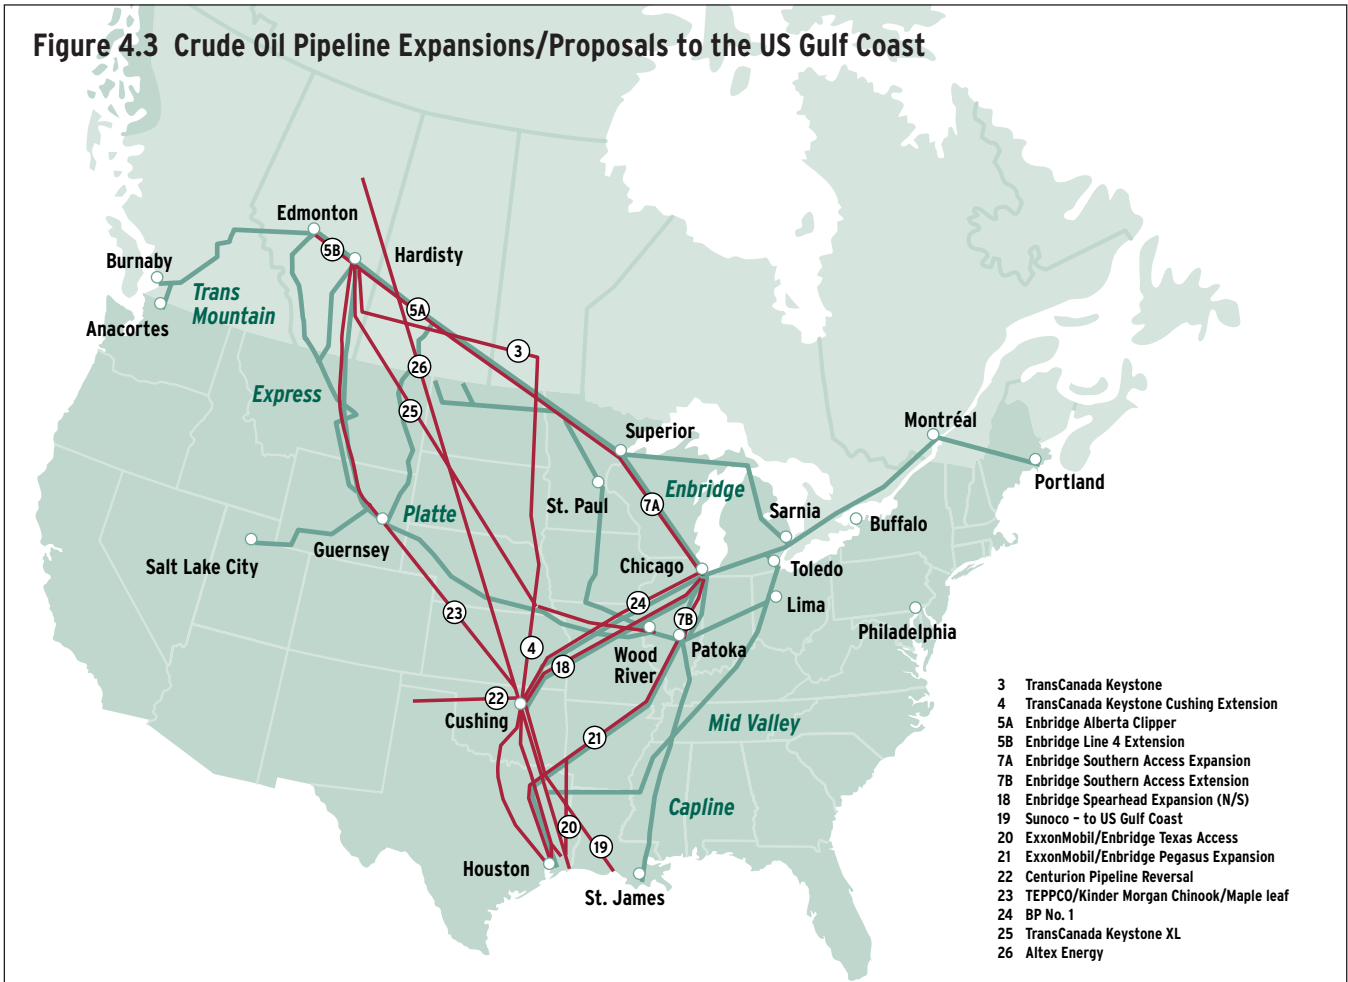 Figure 4.3 Crude Oil Pipeline Expansions/Proposals to the US Gulf Coast
Edmonton
5B
Hardisty
Burnaby
Trans
Mountain
Anacortes
5A
3
26
Express
25
Superior
Montréal
Portland
Enbridge
7A
St. Paul
Sarnia
Buffalo
Platte
Guernsey
Salt Lake City
Chicago
Toledo
Lima
24
23
7B
Philadelphia
4
18
Wood
River
Patoka
22
Cushing
21
Mid Valley
Capline
20
19
Houston
St. James
3 TransCanada Keystone
4 TransCanada Keystone Cushing Extension
5A Enbridge Alberta Clipper
5B Enbridge Line 4 Extension
7A Enbridge Southern Access Expansion
7B Enbridge Southern Access Extension
18 Enbridge Spearhead Expansion (N/S)
19 Sunoco – to US Gulf Coast
20 ExxonMobil/Enbridge Texas Access
21 ExxonMobil/Enbridge Pegasus Expansion
22 Centurion Pipeline Reversal
23 TEPPCO/Kinder Morgan Chinook/Maple leaf
24 BP No. 1
25 TransCanada Keystone XL
26 Altex Energy